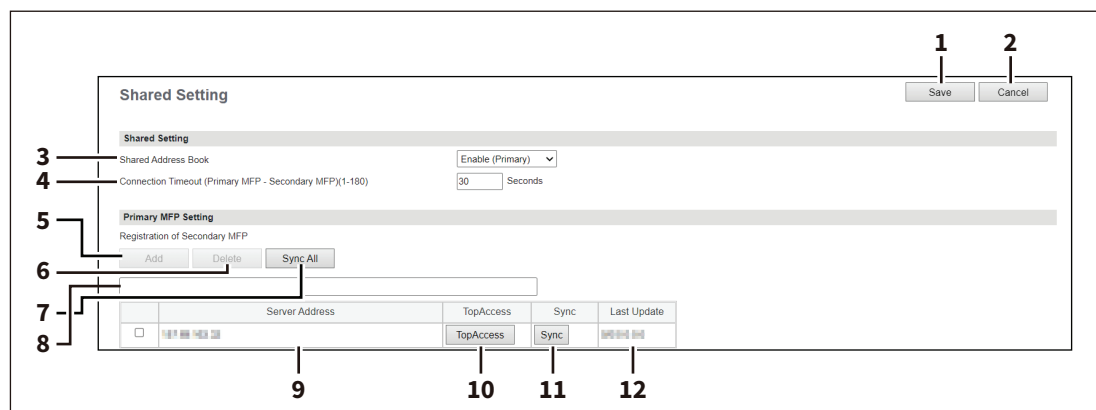 1 2
Shared Setting Save Cancel
Shared Setting
3 Shared Address Book Enable (Primary)
4 Connection Timeout (Primary MFP - Secondary MFP)(1-180) 30 Seconds
Primary MFP Setting
5 Registration of Secondary MFP
Add Delete Sync All
6
7
8
Server Address TopAccess Sync Last Update
TopAccess Sync
9 10 11 12